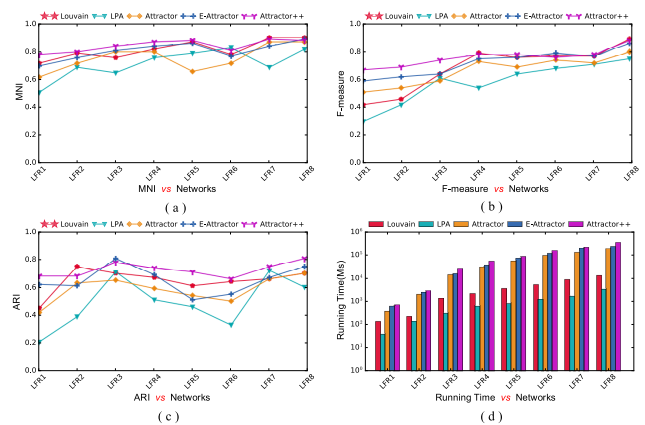 Louvain LPA Attractor E-Attractor Attractor++
1.0
0.8
0.6
0.4
0.2
0.0
MNI
LFR1 LFR2 LFR3 LFR4 LFR5 LFR6 LFR7 LFR8
MNI vs Networks
( a )
Louvain LPA Attractor E-Attractor Attractor++
1.0
0.8
0.6
0.4
0.2
0.0
F-measure
LFR1 LFR2 LFR3 LFR4 LFR5 LFR6 LFR7 LFR8
F-measure vs Networks
( b )
Louvain LPA Attractor E-Attractor Attractor++
1.0
0.8
0.6
0.4
0.2
0.0
ARI
LFR1 LFR2 LFR3 LFR4 LFR5 LFR6 LFR7 LFR8
ARI vs Networks
( c )
Louvain LPA Attractor E-Attractor Attractor++
10⁶
10⁵
10⁴
10³
10²
10¹
10⁰
Running Time(Ms)
LFR1 LFR2 LFR3 LFR4 LFR5 LFR6 LFR7 LFR8
Running Time vs Networks
( d )